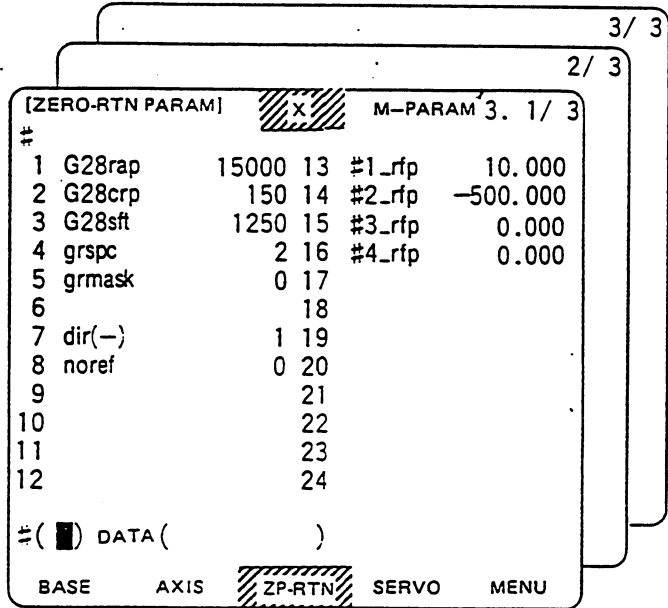 3/ 3
2/ 3
[ZERO-RTN PARAM] X M-PARAM 3. 1/ 3
#
1 G28rap 15000 13 #1_rfp 10.000
2 G28crp 150 14 #2_rfp -500.000
3 G28sft 1250 15 #3_rfp 0.000
4 grspc 2 16 #4_rfp 0.000
5 grmask 0 17
6 18
7 dir(-) 1 19
8 noref 0 20
9 21
10 22
11 23
12 24
#( ) DATA ( )
BASE AXIS ZP-RTN SERVO MENU